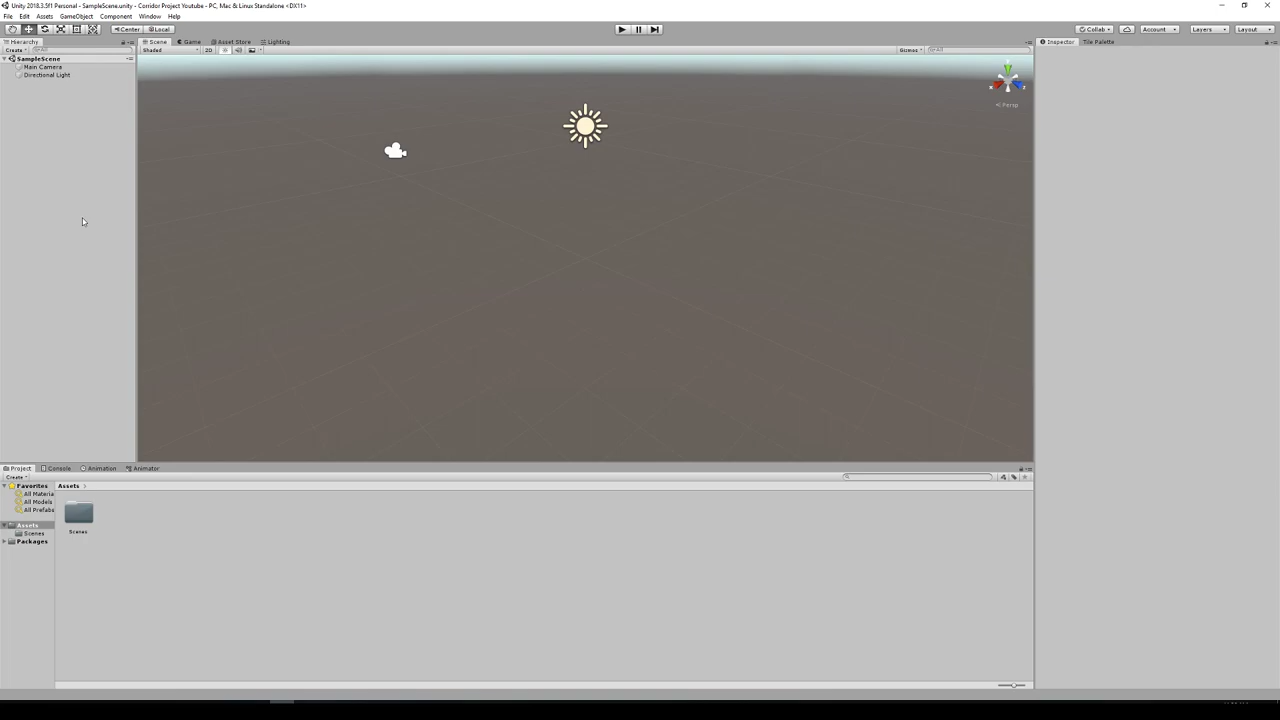 Unity 2018.3.5f1 Personal - SampleScene.unity - Corridor Project Youtube - PC, Mac & Linux Standalone <DX11>
File Edit Assets GameObject Component Window Help
Center Local Collab Account Layers Layout
Hierarchy Scene Game Asset Store Lighting Inspector Tile Palette
Create All Shaded 2D Gizmos All
SampleScene
Main Camera
Directional Light
y
x z
Persp
Project Console Animation Animator
Create
Favorites Assets
All Materia
All Models
All Prefabs
Assets
Scenes Scenes
Packages